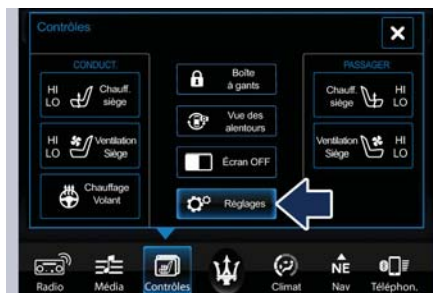 Contrôles
CONDUCT.
HI
LO
Chauff.
siège
HI
LO
Ventilation
Siège
Chauffage
Volant
Boîte
à gants
Vue des
alentours
Écran OFF
Réglages
PASSAGER
Chauff.
siège
HI
LO
Ventilation
Siège
HI
LO
Radio
Média
Contrôles
Climat
NE
Nav
Téléphon.